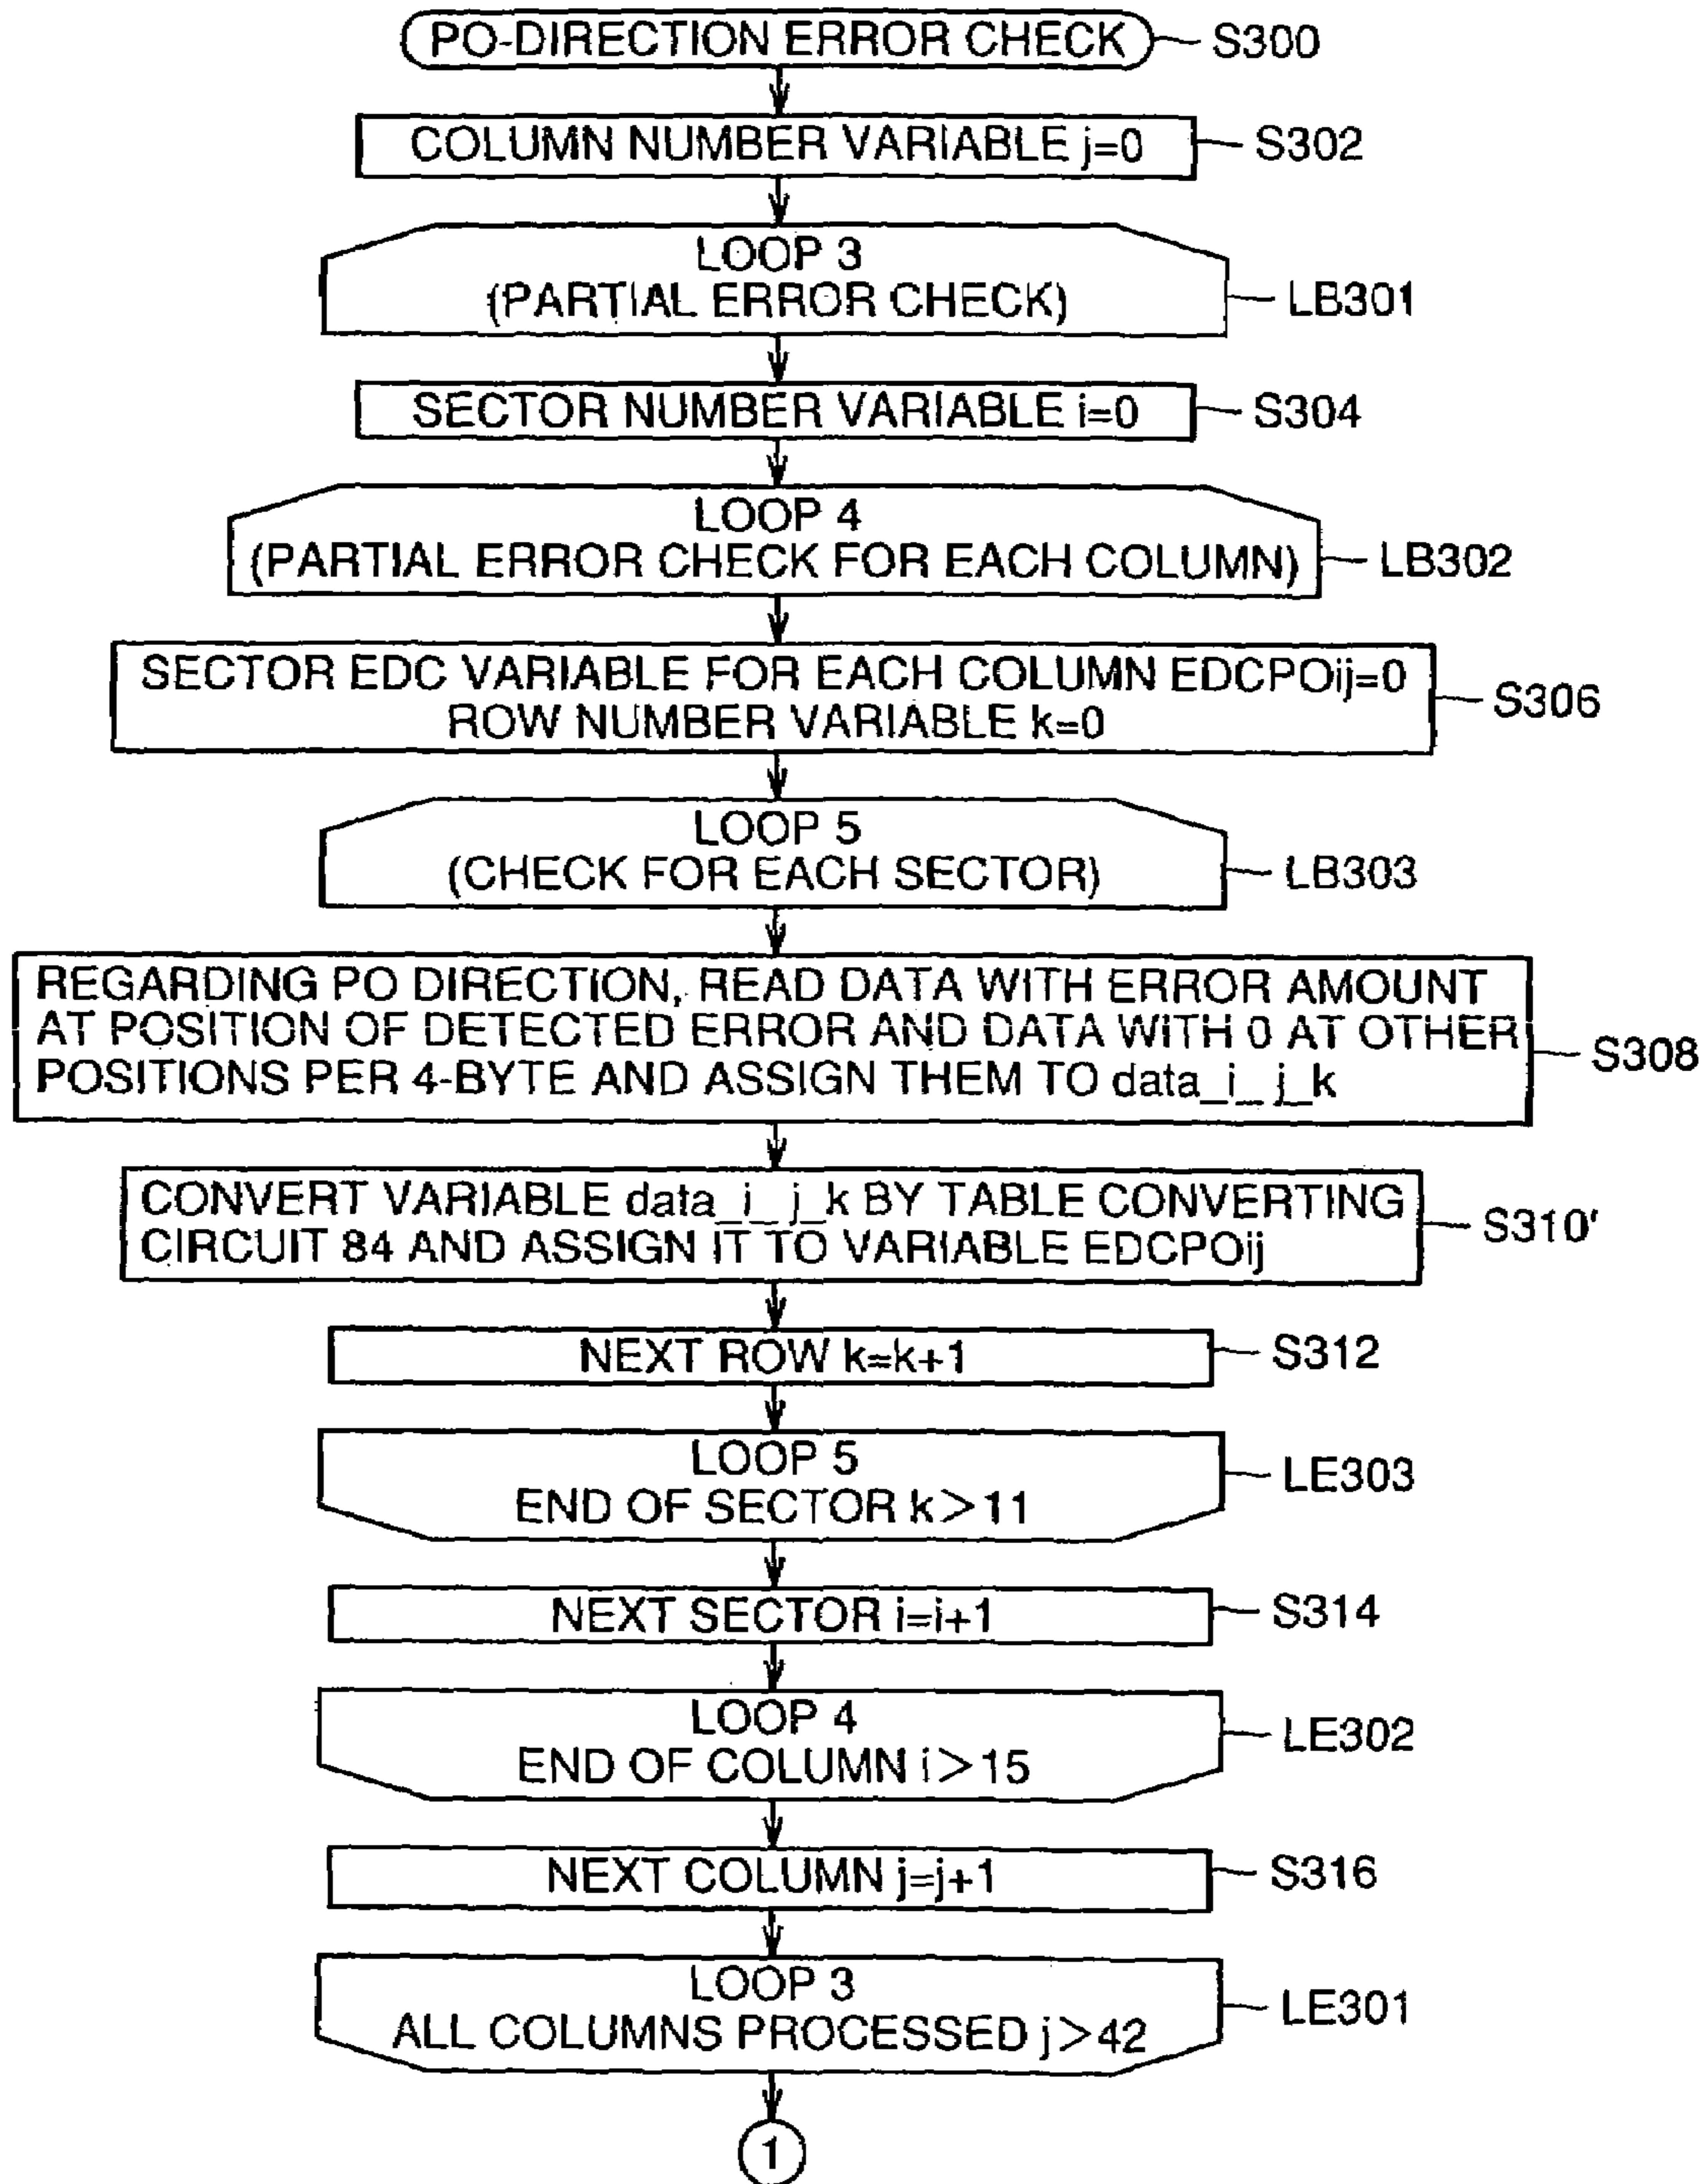 PO-DIRECTION ERROR CHECK
S300
COLUMN NUMBER VARIABLE j=0
S302
LOOP 3
(PARTIAL ERROR CHECK)
LB301
SECTOR NUMBER VARIABLE i=0
S304
LOOP 4
(PARTIAL ERROR CHECK FOR EACH COLUMN)
LB302
SECTOR EDC VARIABLE FOR EACH COLUMN EDCPOij=0
ROW NUMBER VARIABLE k=0
S306
LOOP 5
(CHECK FOR EACH SECTOR)
LB303
REGARDING PO DIRECTION, READ DATA WITH ERROR AMOUNT
AT POSITION OF DETECTED ERROR AND DATA WITH 0 AT OTHER
POSITIONS PER 4-BYTE AND ASSIGN THEM TO data_i_j_k
S308
CONVERT VARIABLE data_i_j_k BY TABLE CONVERTING
CIRCUIT 84 AND ASSIGN IT TO VARIABLE EDCPOij
S310'
NEXT ROW k=k+1
S312
LOOP 5
END OF SECTOR k>11
LE303
NEXT SECTOR i=i+1
S314
LOOP 4
END OF COLUMN i>15
LE302
NEXT COLUMN j=j+1
S316
LOOP 3
ALL COLUMNS PROCESSED j>42
LE301
1